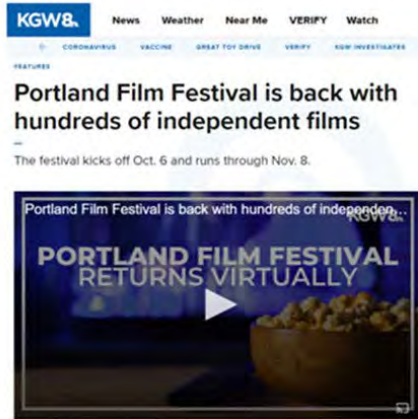 KGW8 News Weather Near Me VERIFY Watch
CORONAVIRUS VACCINE GREAT TOY DRIVE VERIFY KGW INVESTIGATES
FEATURES
Portland Film Festival is back with
hundreds of independent films
The festival kicks off Oct. 6 and runs through Nov. 8.
Portland Film Festival is back with hundreds of independen...
KGW8
PORTLAND FILM FESTIVAL
RETURNS VIRTUALLY